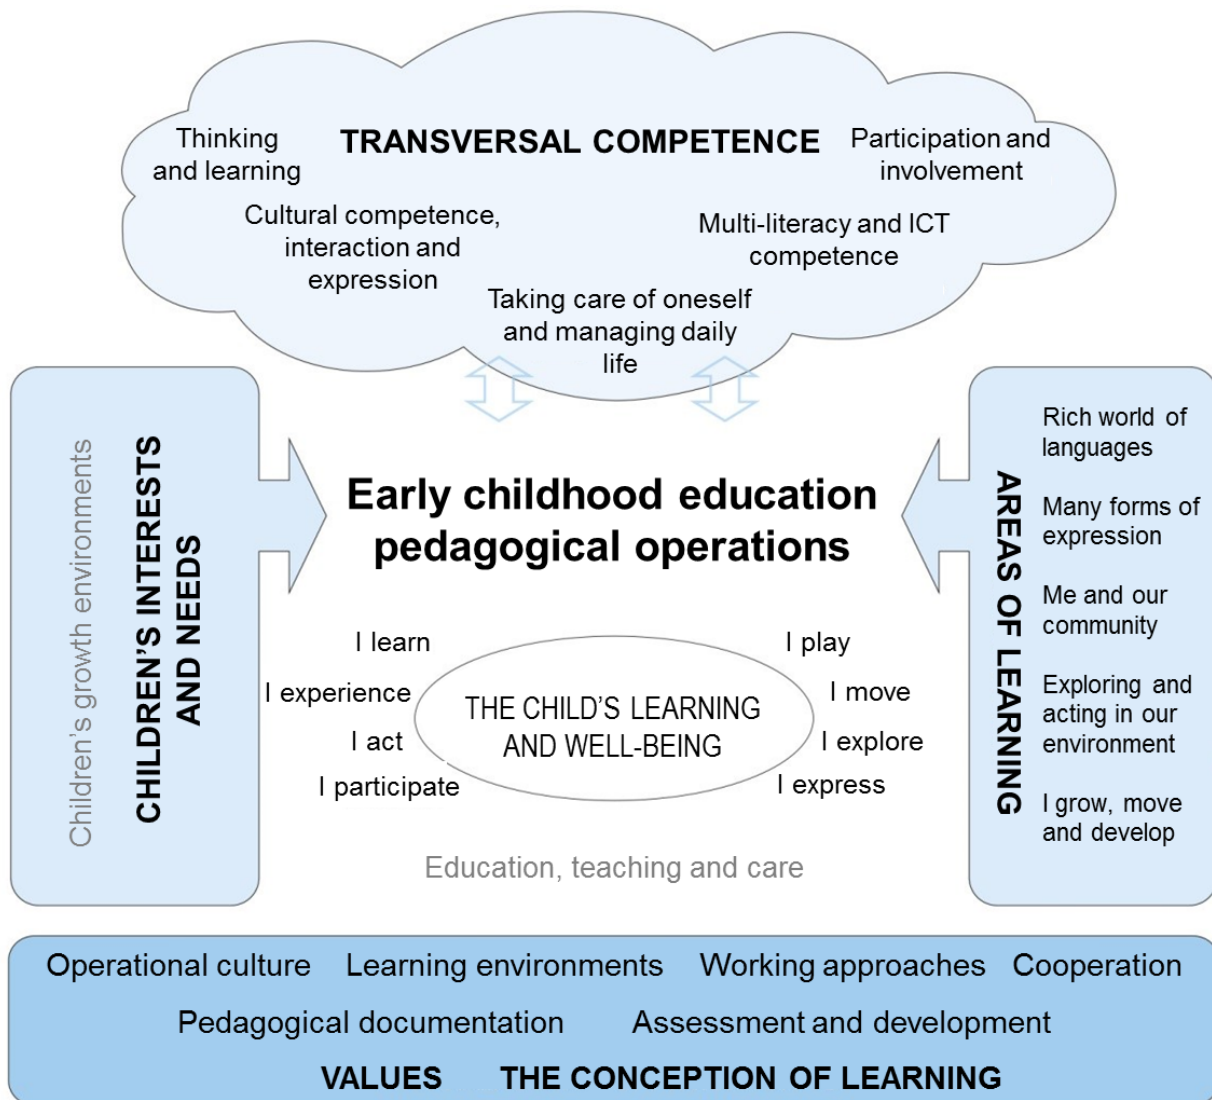 TRANSVERSAL COMPETENCE
Thinking
and learning
Participation and
involvement
Cultural competence,
interaction and
expression
Multi-literacy and ICT
competence
Taking care of oneself
and managing daily
life
Children’s growth environments
CHILDREN’S INTERESTS
AND NEEDS
Early childhood education
pedagogical operations
I learn
I experience
I act
I participate
THE CHILD’S LEARNING
AND WELL-BEING
I play
I move
I explore
I express
Education, teaching and care
AREAS OF LEARNING
Rich world of
languages
Many forms of
expression
Me and our
community
Exploring and
acting in our
environment
I grow, move
and develop
Operational culture Learning environments Working approaches Cooperation
Pedagogical documentation Assessment and development
VALUES THE CONCEPTION OF LEARNING